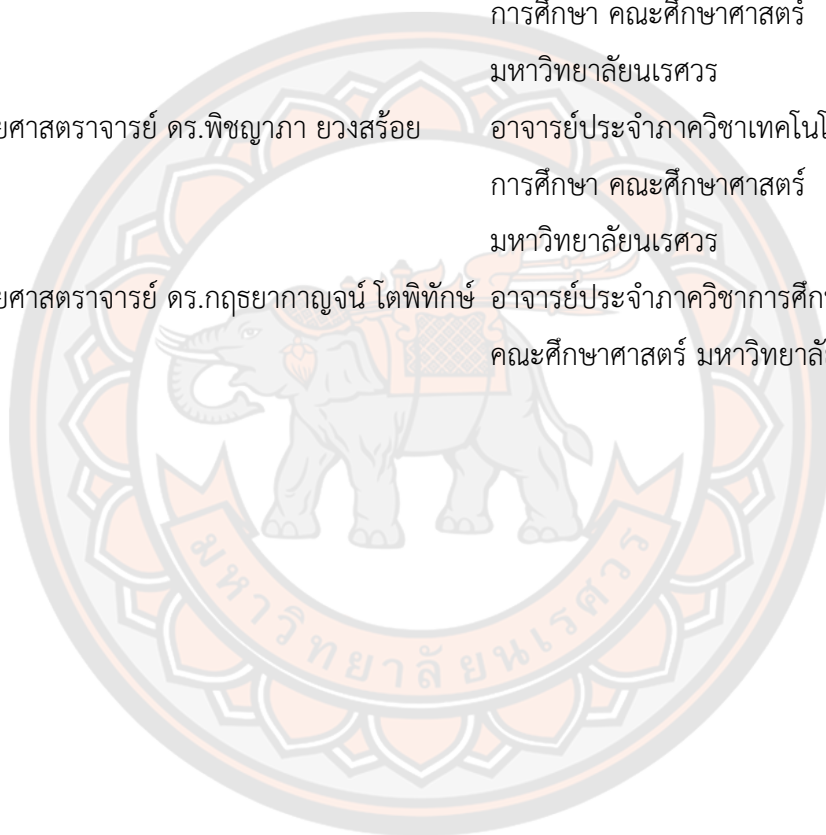 การศึกษา คณะศึกษาศาสตร์
มหาวิทยาลัยนเรศวร
ยศาสตราจารย์ ดร.พิชญาภา ยวงสร้อย อาจารย์ประจำภาควิชาเทคโนโ
การศึกษา คณะศึกษาศาสตร์
มหาวิทยาลัยนเรศวร
ยศาสตราจารย์ ดร.กฤธยากาญจน์ โตพิทักษ์ อาจารย์ประจำภาควิชาการศึก
คณะศึกษาศาสตร์ มหาวิทยาลั
มหาวิทยาลัยนเรศวร